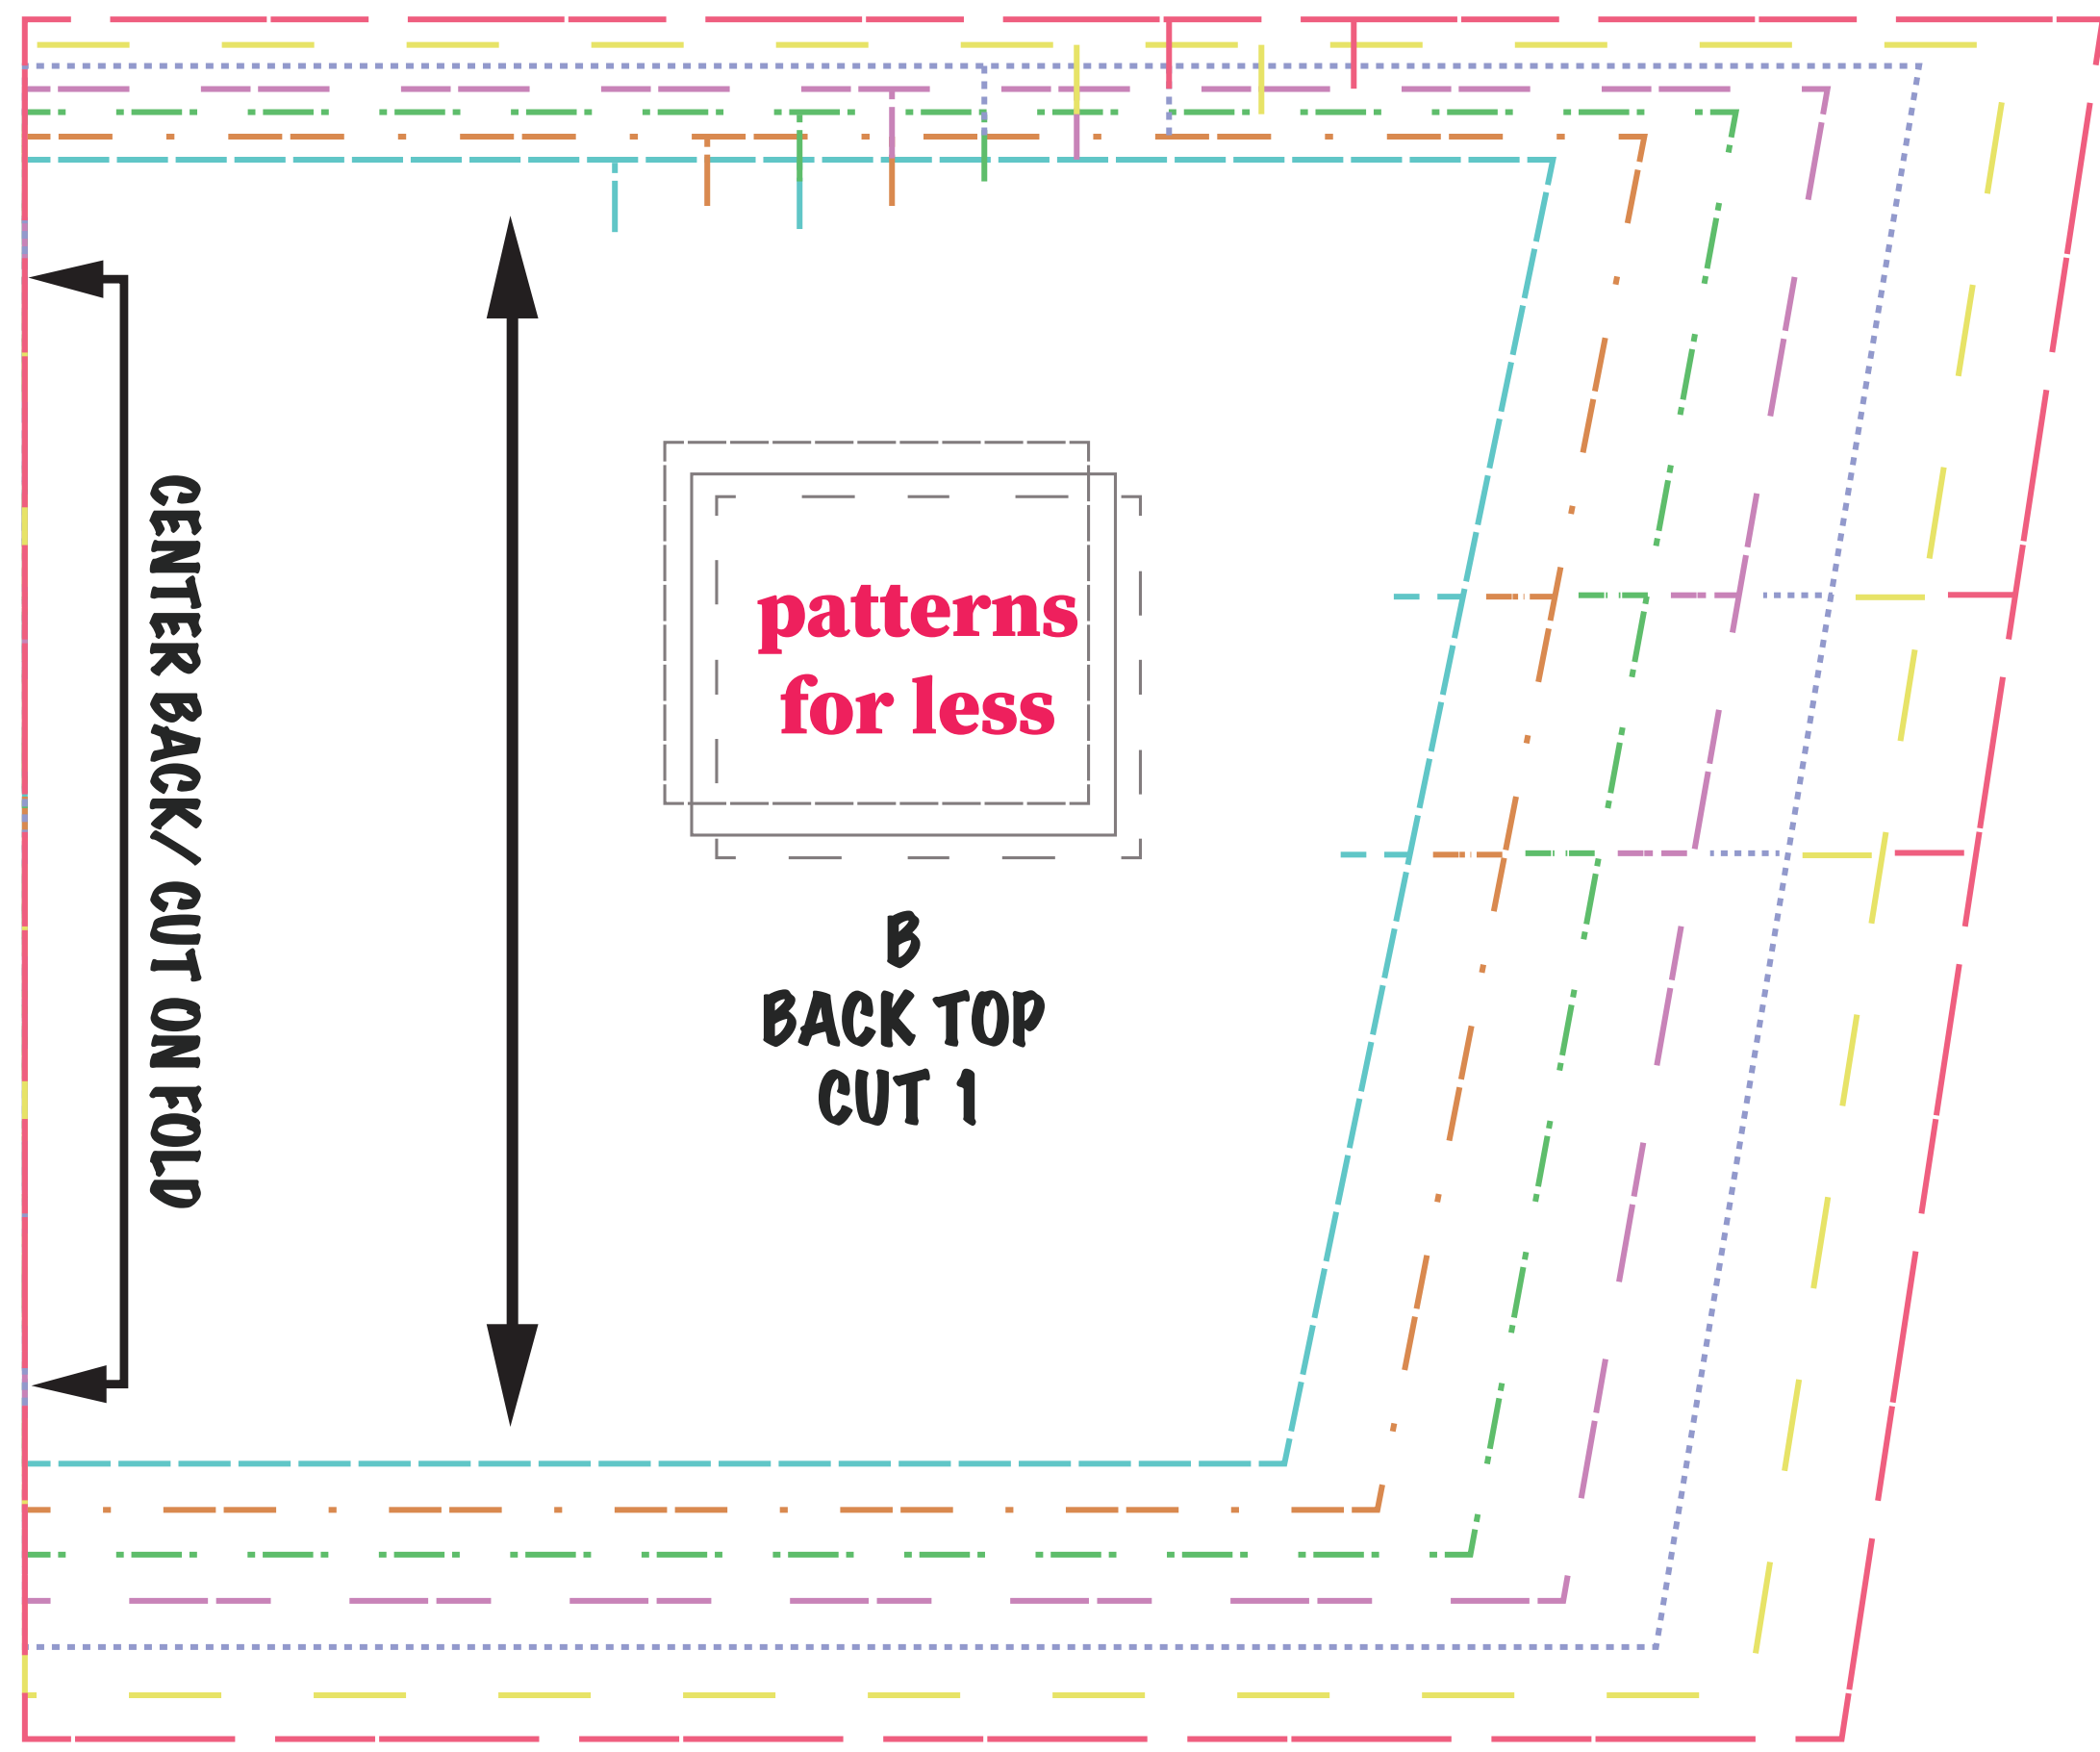 CENTER BACK/ CUT ON FOLD
patterns
for less
B
BACK TOP
CUT 1